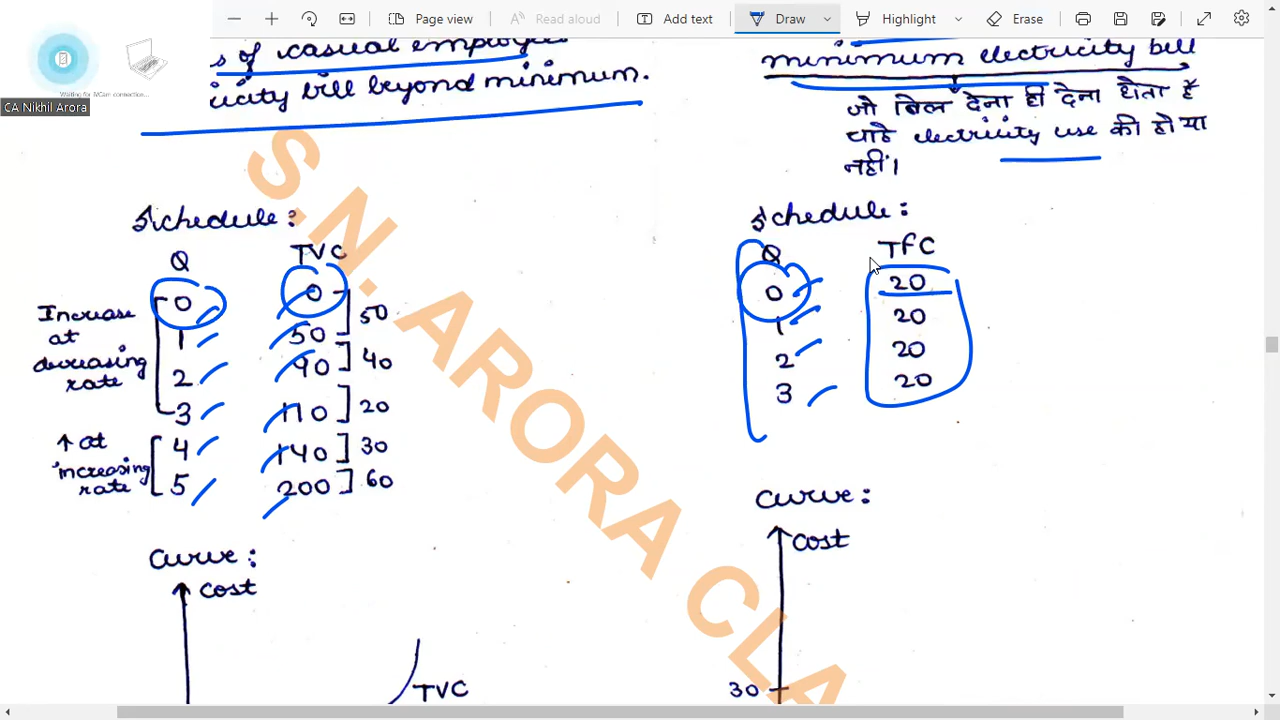 Page view
Read aloud
Add text
Draw
Highlight
Erase
Waiting for
connection...
CA Nikhil Arora
s of casual employees
icity bill beyond minimum.
minimum electricity bill
जो बिल देना ही देना होता है
चाहे electricity use की हो या
नहीं।
Schedule:
Q TVC
0 0
1 50
2 90
3 110
4 140
5 200
50
40
20
30
60
Increase
at
decreasing
rate
↑ at
increasing
rate
Curve:
Cost
TVC
Schedule:
Q TFC
0 20
1 20
2 20
3 20
Curve:
Cost
30
S.N. ARORA CLA